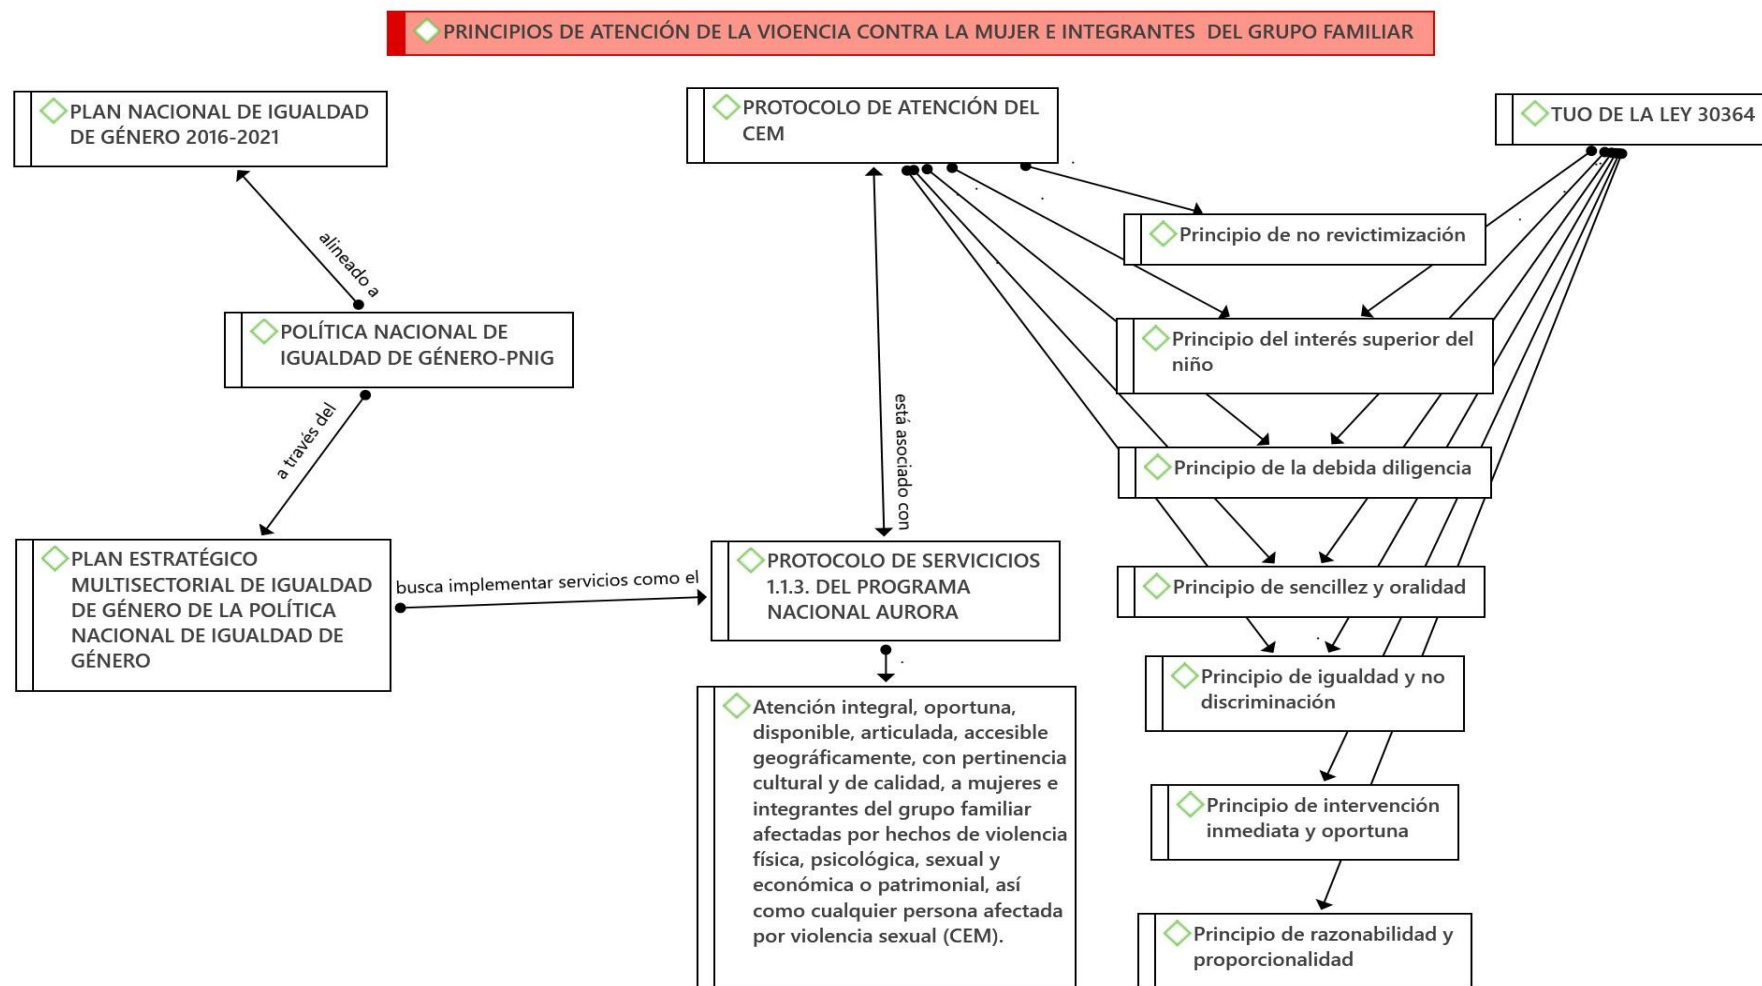 PRINCIPIOS DE ATENCIÓN DE LA VIOENCIA CONTRA LA MUJER E INTEGRANTES DEL GRUPO FAMILIAR
PLAN NACIONAL DE IGUALDAD
DE GÉNERO 2016-2021
PROTOCOLO DE ATENCIÓN DEL
CEM
TUO DE LA LEY 30364
alineado a
POLÍTICA NACIONAL DE
IGUALDAD DE GÉNERO-PNIG
a través del
PLAN ESTRATÉGICO
MULTISECTORIAL DE IGUALDAD
DE GÉNERO DE LA POLÍTICA
NACIONAL DE IGUALDAD DE
GÉNERO
busca implementar servicios como el
está asociado con
PROTOCOLO DE SERVICICIOS
1.1.3. DEL PROGRAMA
NACIONAL AURORA
Atención integral, oportuna,
disponible, articulada, accesible
geográficamente, con pertinencia
cultural y de calidad, a mujeres e
integrantes del grupo familiar
afectadas por hechos de violencia
física, psicológica, sexual y
económica o patrimonial, así
como cualquier persona afectada
por violencia sexual (CEM).
Principio de no revictimización
Principio del interés superior del
niño
Principio de la debida diligencia
Principio de sencillez y oralidad
Principio de igualdad y no
discriminación
Principio de intervención
inmediata y oportuna
Principio de razonabilidad y
proporcionalidad